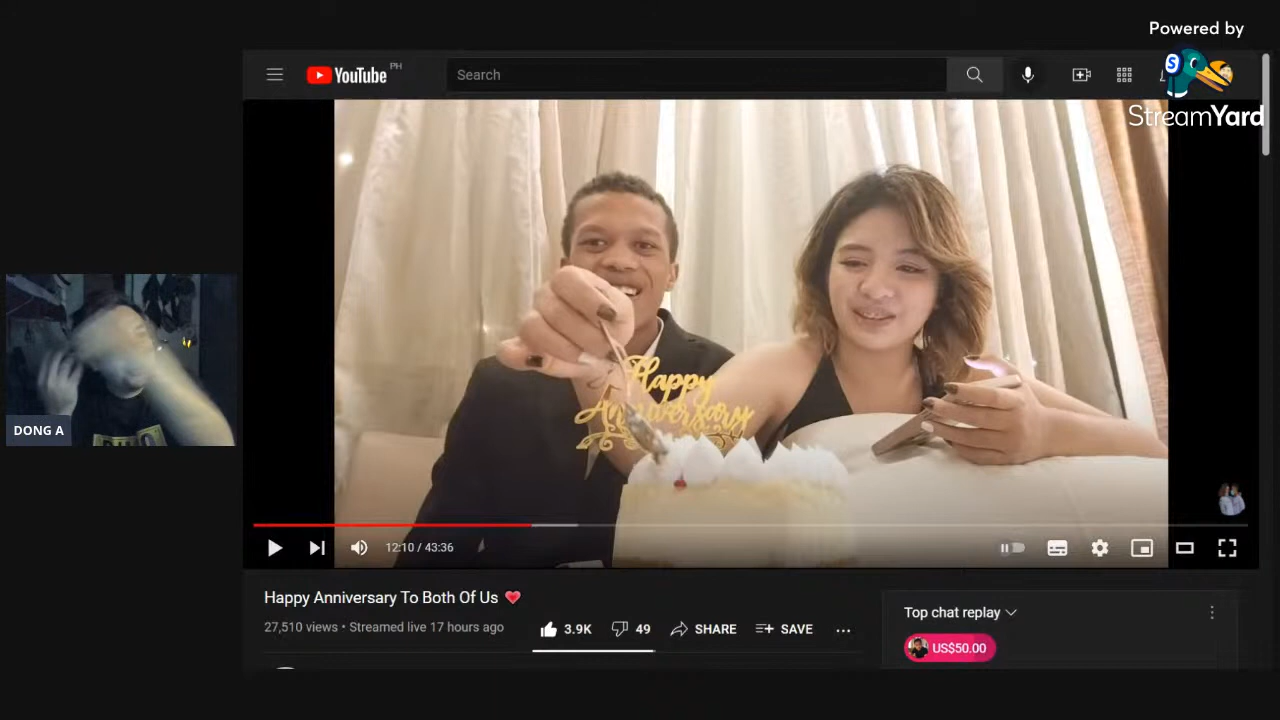 Powered by
StreamYard
YouTube PH
Search
Happy
Anniversary
DONG A
12:10 / 43:36
Happy Anniversary To Both Of Us
27,510 views • Streamed live 17 hours ago
3.9K
49
SHARE
SAVE
Top chat replay
US$50.00